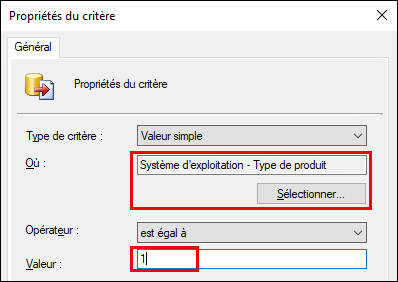 Propriétés du critère
Général
Propriétés du critère
Type de critère : Valeur simple
Où : Système d'exploitation - Type de produit
Sélectionner...
Opérateur : est égal à
Valeur : 1